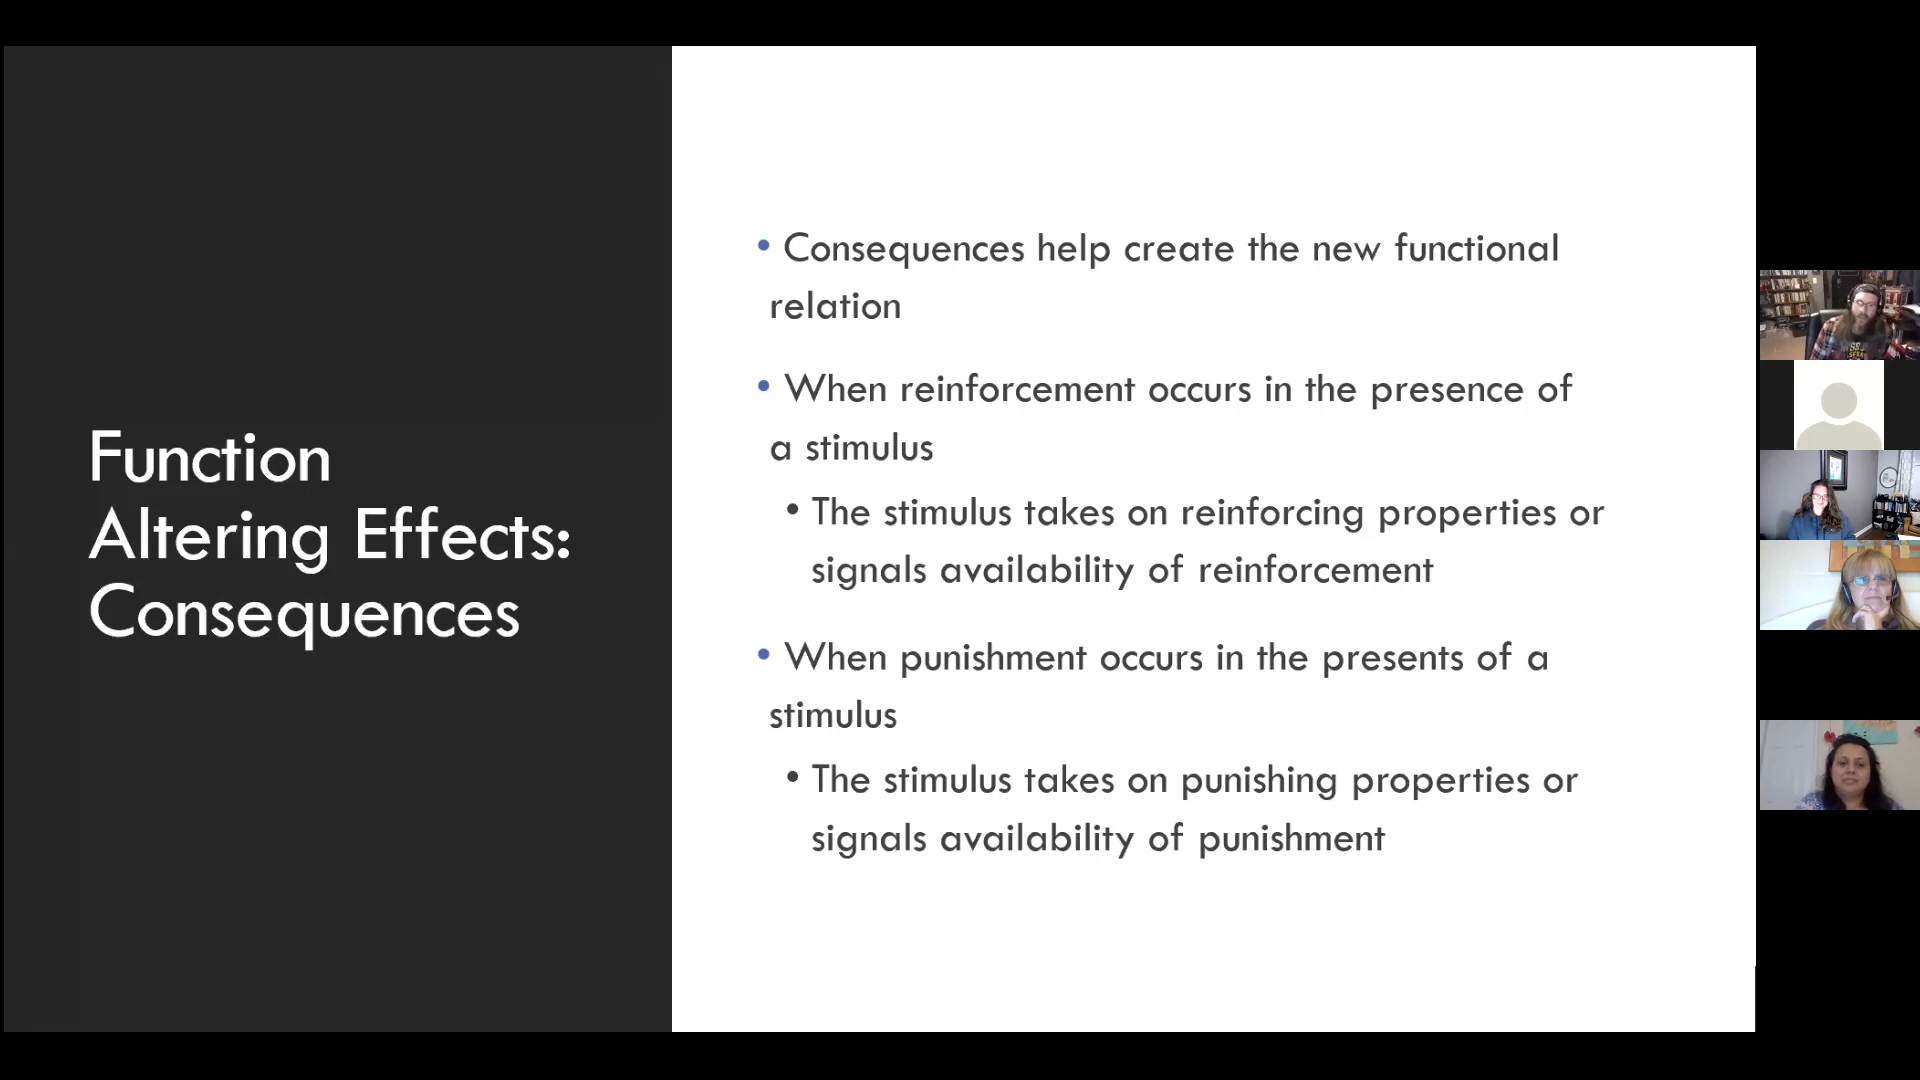 Function
Altering Effects:
Consequences
• Consequences help create the new functional
relation
• When reinforcement occurs in the presence of
a stimulus
• The stimulus takes on reinforcing properties or
signals availability of reinforcement
• When punishment occurs in the presents of a
stimulus
• The stimulus takes on punishing properties or
signals availability of punishment